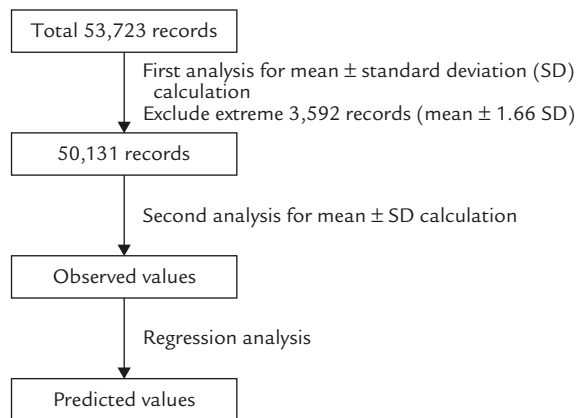 Total 53,723 records
First analysis for mean ± standard deviation (SD)
calculation
Exclude extreme 3,592 records (mean ± 1.66 SD)
50,131 records
Second analysis for mean ± SD calculation
Observed values
Regression analysis
Predicted values